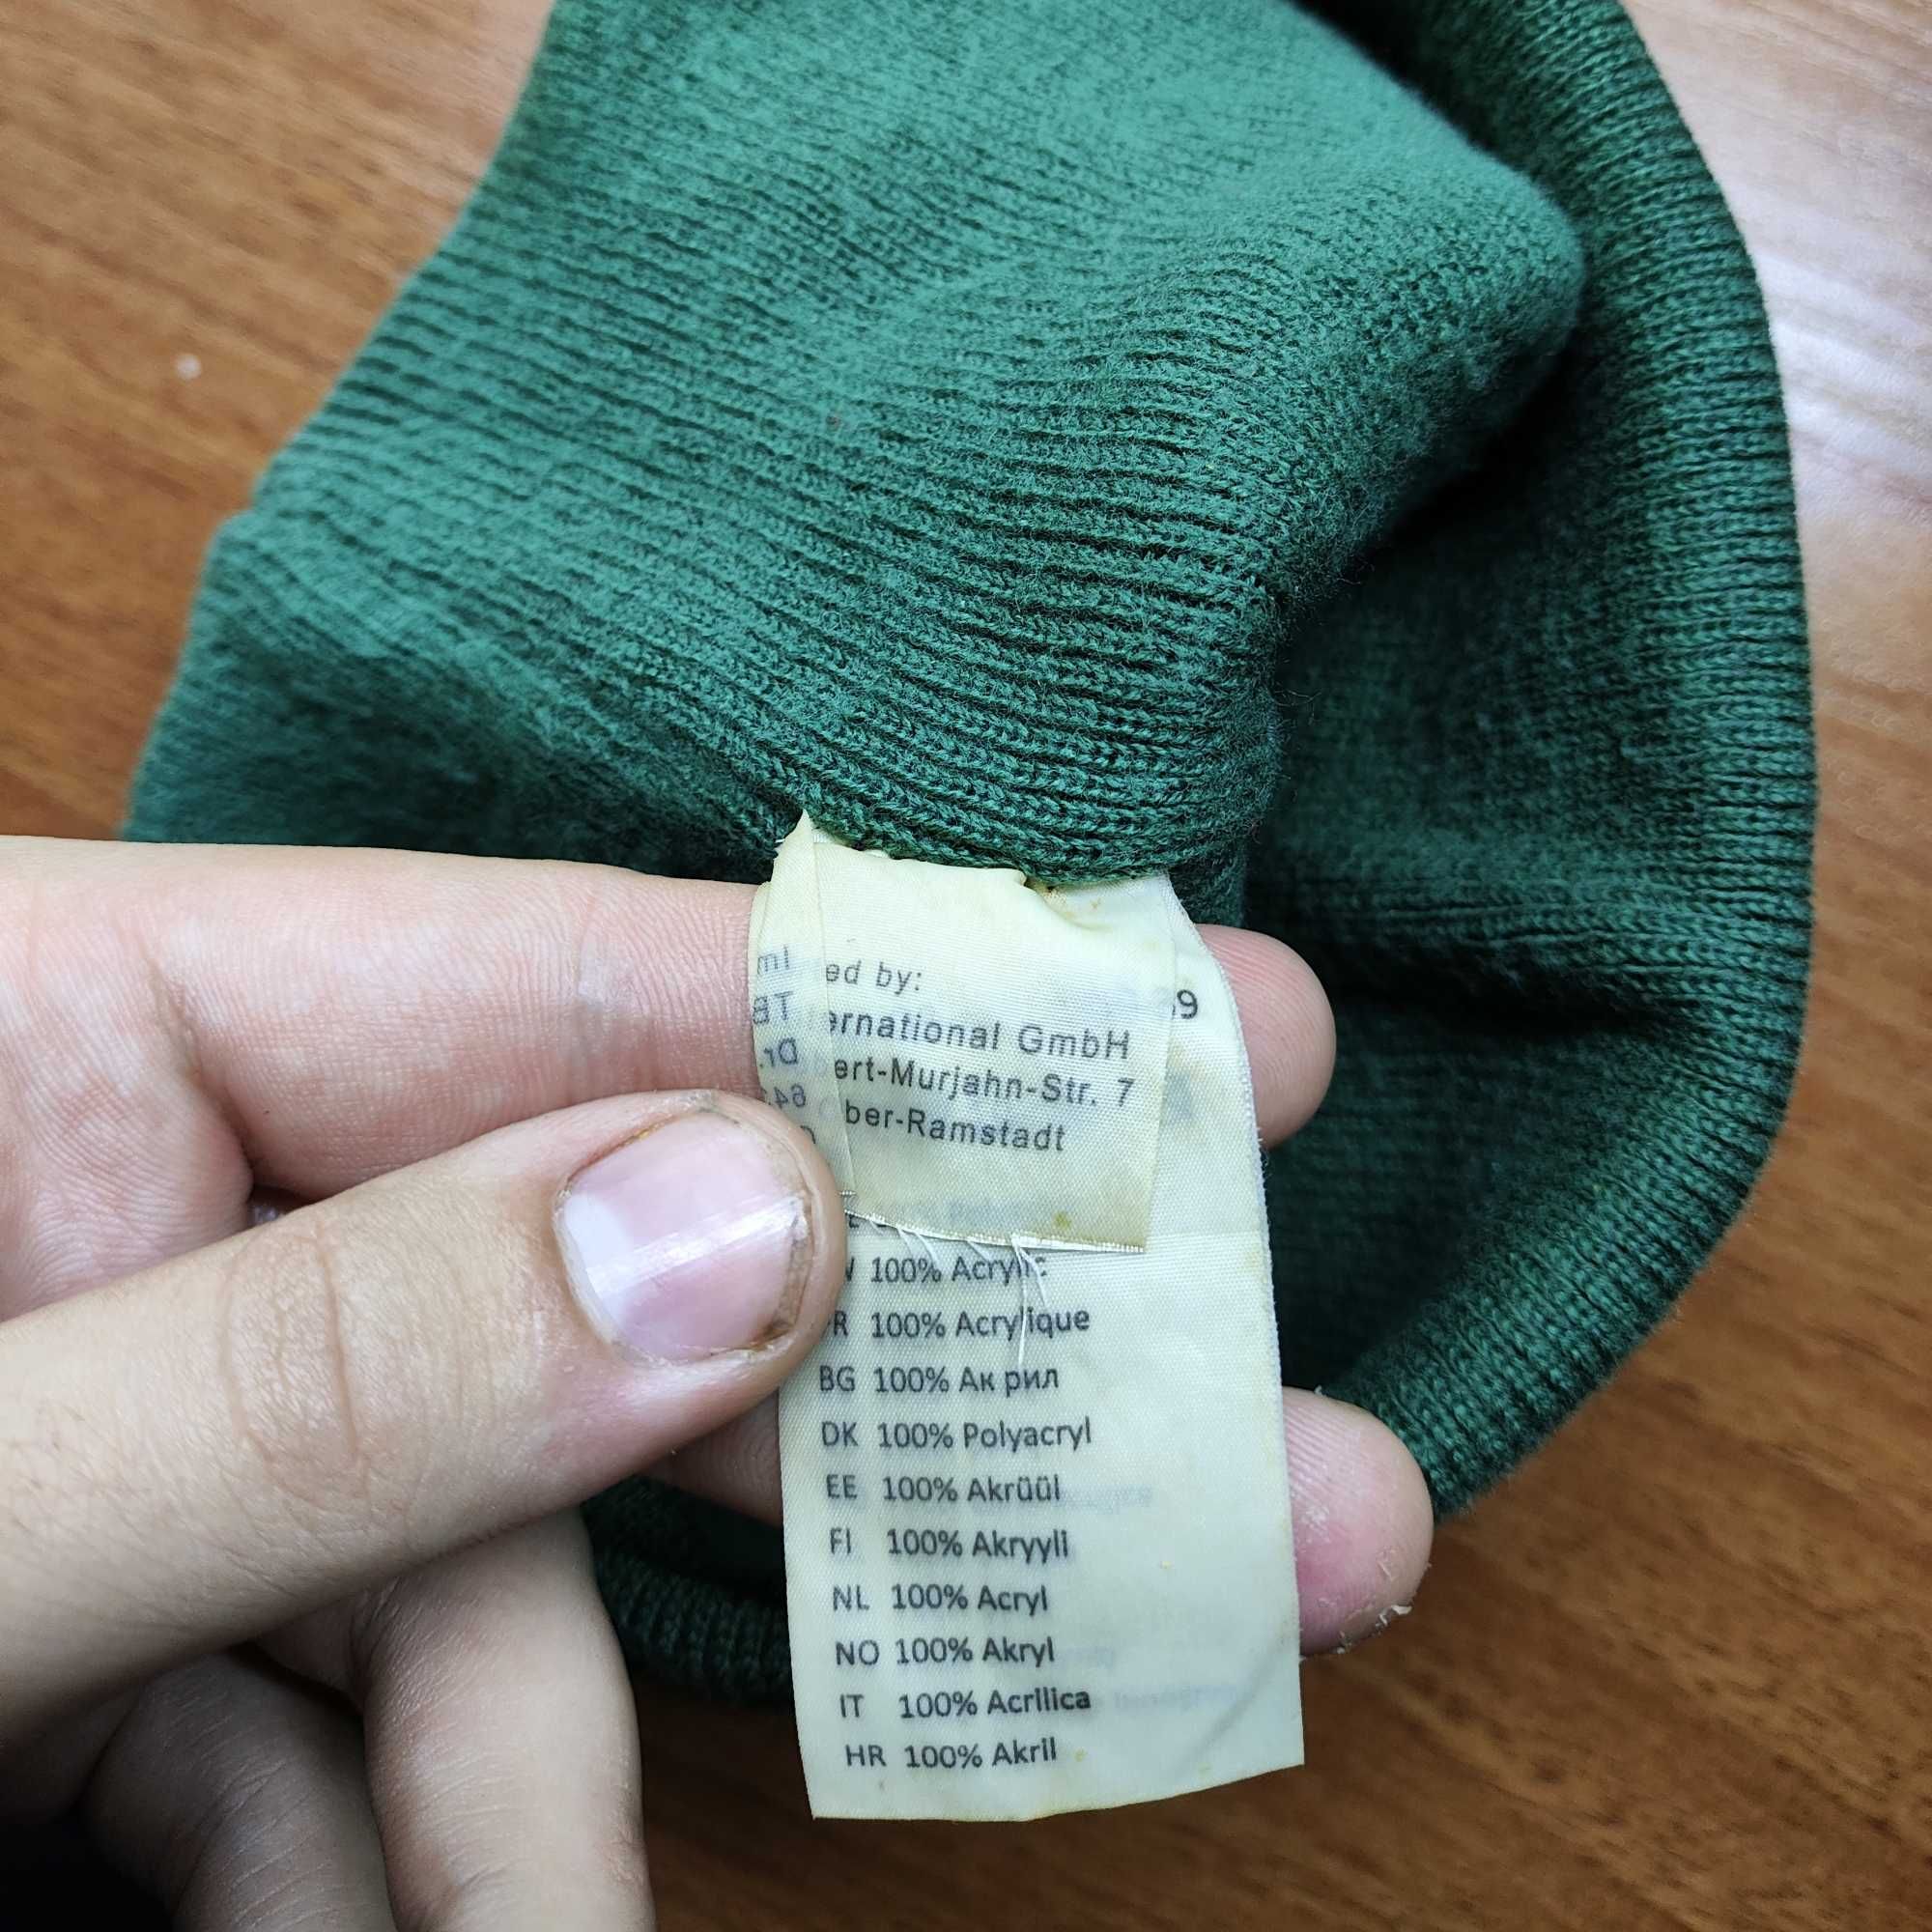 ed by:
ernational GmbH
ert-Murjahn-Str. 7
ber-Ramstadt
100% Acrylic
R 100% Acrylique
BG 100% Акрил
DK 100% Polyacryl
EE 100% Akrüül
FI 100% Akryyli
NL 100% Acryl
NO 100% Akryl
IT 100% Acrilica
HR 100% Akril